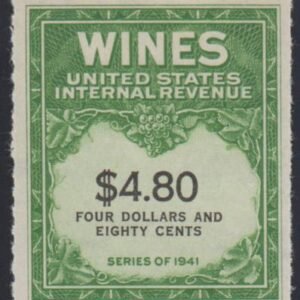 WINES
UNITED STATES
INTERNAL REVENUE
$4.80
FOUR DOLLARS AND
EIGHTY CENTS
SERIES OF 1941